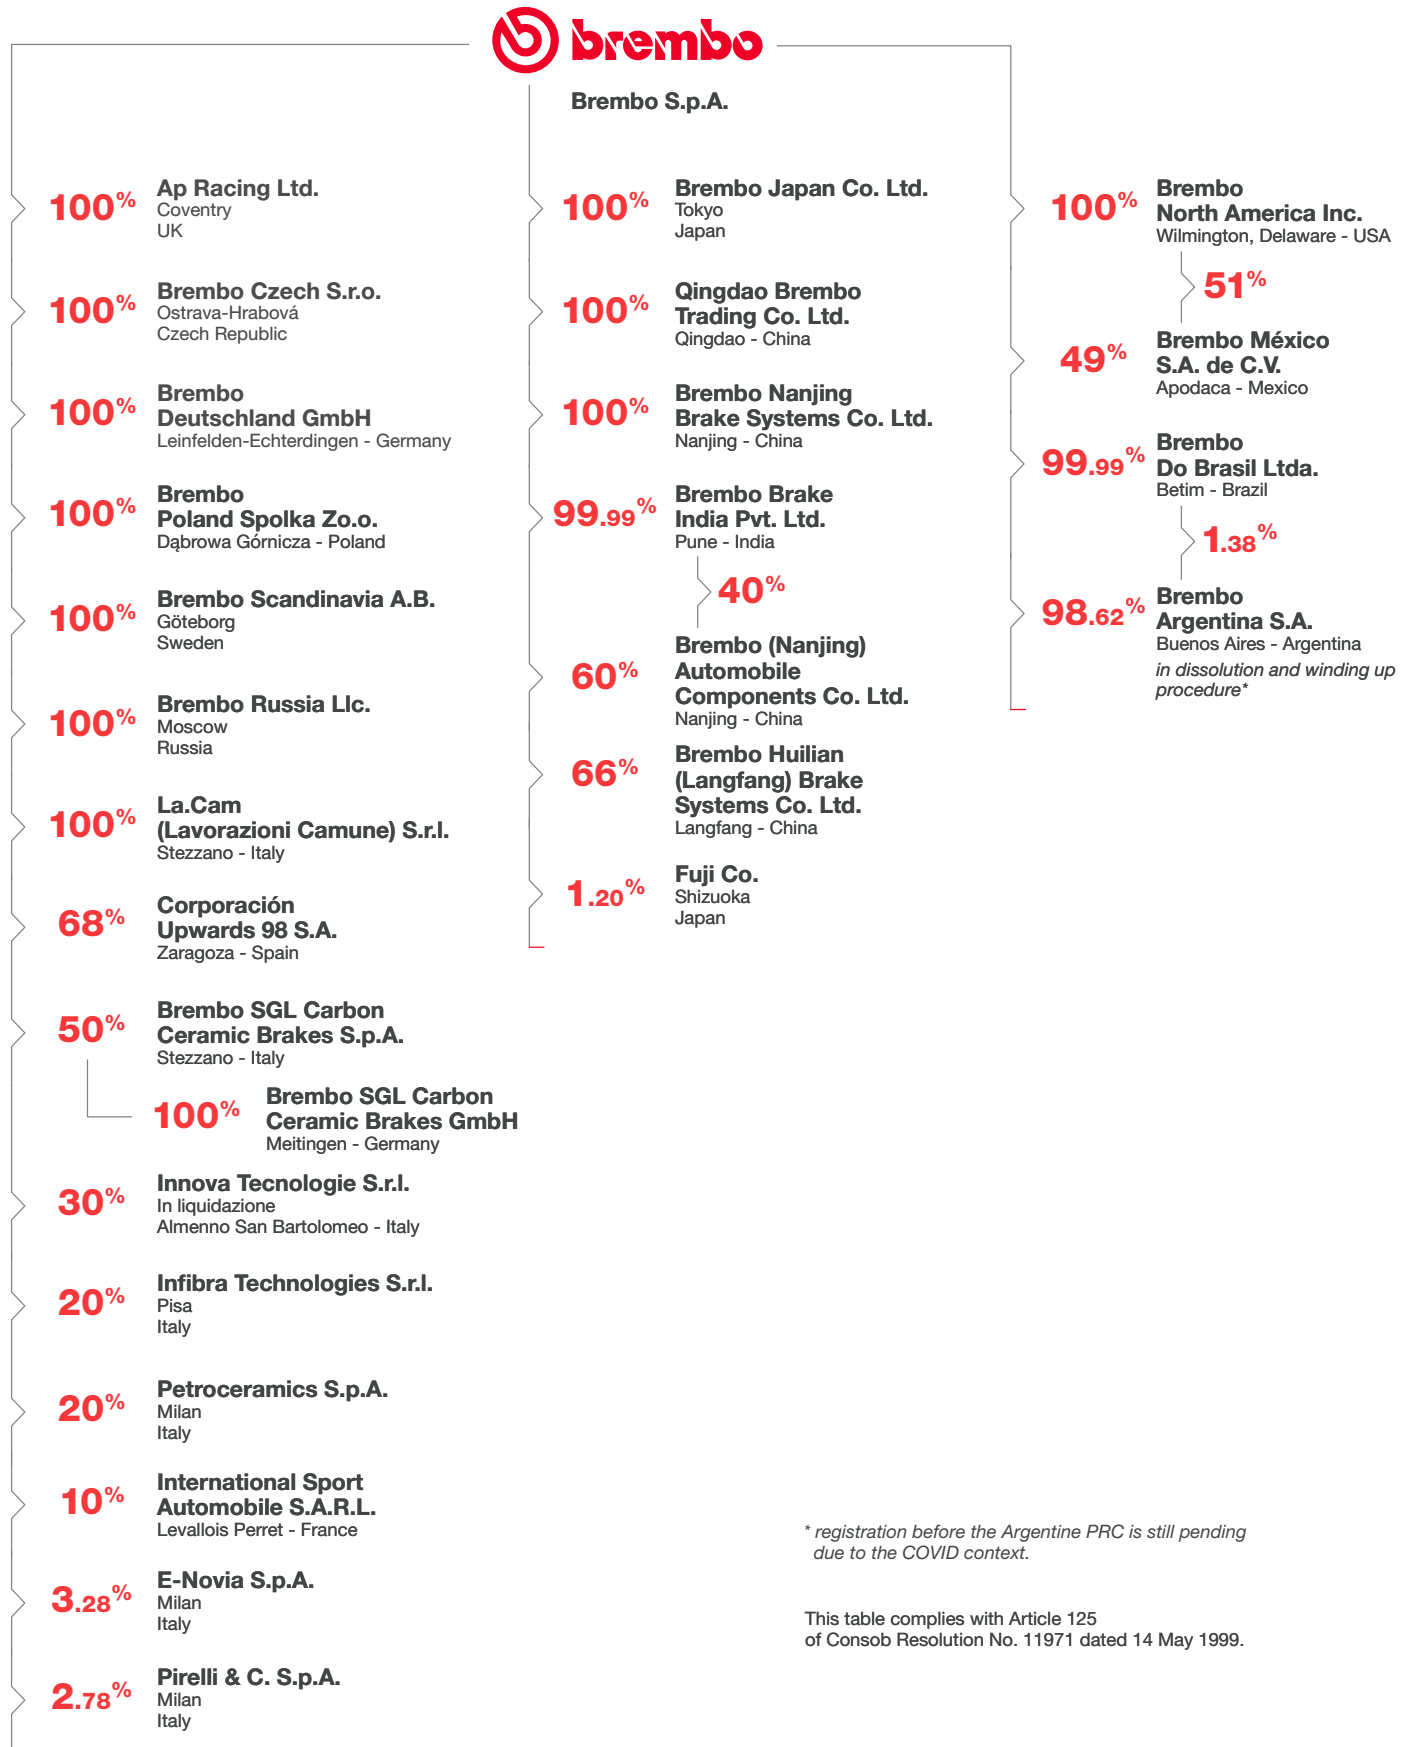 brembo
Brembo S.p.A.
100%
Ap Racing Ltd.
Coventry
UK
100%
Brembo Czech S.r.o.
Ostrava-Hrabová
Czech Republic
100%
Brembo
Deutschland GmbH
Leinfelden-Echterdingen - Germany
100%
Brembo
Poland Spolka Zo.o.
Dąbrowa Górnicza - Poland
100%
Brembo Scandinavia A.B.
Göteborg
Sweden
100%
Brembo Russia Llc.
Moscow
Russia
100%
La.Cam
(Lavorazioni Camune) S.r.l.
Stezzano - Italy
68%
Corporación
Upwards 98 S.A.
Zaragoza - Spain
50%
Brembo SGL Carbon
Ceramic Brakes S.p.A.
Stezzano - Italy
100%
Brembo SGL Carbon
Ceramic Brakes GmbH
Meitingen - Germany
30%
Innova Tecnologie S.r.l.
In liquidazione
Almenno San Bartolomeo - Italy
20%
Infibra Technologies S.r.l.
Pisa
Italy
20%
Petroceramics S.p.A.
Milan
Italy
10%
International Sport
Automobile S.A.R.L.
Levallois Perret - France
3.28%
E-Novia S.p.A.
Milan
Italy
2.78%
Pirelli & C. S.p.A.
Milan
Italy
100%
Brembo Japan Co. Ltd.
Tokyo
Japan
100%
Qingdao Brembo
Trading Co. Ltd.
Qingdao - China
100%
Brembo Nanjing
Brake Systems Co. Ltd.
Nanjing - China
99.99%
Brembo Brake
India Pvt. Ltd.
Pune - India
40%
60%
Brembo (Nanjing)
Automobile
Components Co. Ltd.
Nanjing - China
66%
Brembo Huilian
(Langfang) Brake
Systems Co. Ltd.
Langfang - China
1.20%
Fuji Co.
Shizuoka
Japan
100%
Brembo
North America Inc.
Wilmington, Delaware - USA
51%
49%
Brembo México
S.A. de C.V.
Apodaca - Mexico
99.99%
Brembo
Do Brasil Ltda.
Betim - Brazil
1.38%
98.62%
Brembo
Argentina S.A.
Buenos Aires - Argentina
in dissolution and winding up
procedure*
* registration before the Argentine PRC is still pending
due to the COVID context.
This table complies with Article 125
of Consob Resolution No. 11971 dated 14 May 1999.